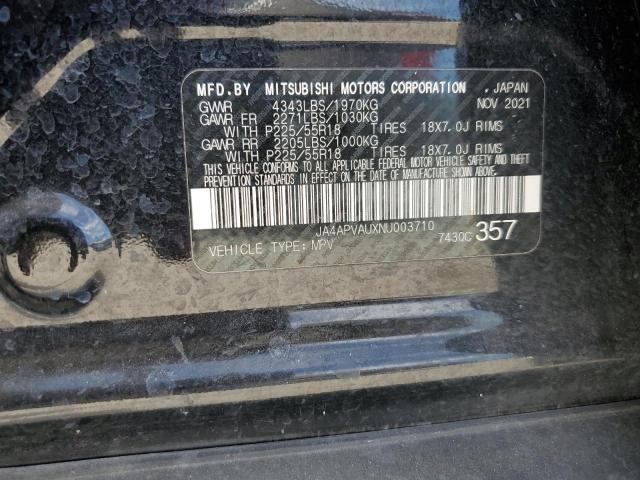 MFD.BY MITSUBISHI MOTORS CORPORATION , JAPAN
GWVR 4343LBS/1970KG NOV 2021
GAWR FR 2271LBS/1030KG
WITH P225/55R18 TIRES 18X7.0J RIMS
GAWR RR 2205LBS/1000KG
WITH P225/55R18 TIRES 18X7.0J RIMS
THIS VEHICLE CONFORMS TO ALL APPLICABLE FEDERAL MOTOR VEHICLE SAFETY AND THEFT
PREVENTION STANDARDS IN EFFECT ON THE DATE OF MANUFACTURE SHOWN ABOVE.
JA4APVAUXNU003710
VEHICLE TYPE: MPV 7430C 357